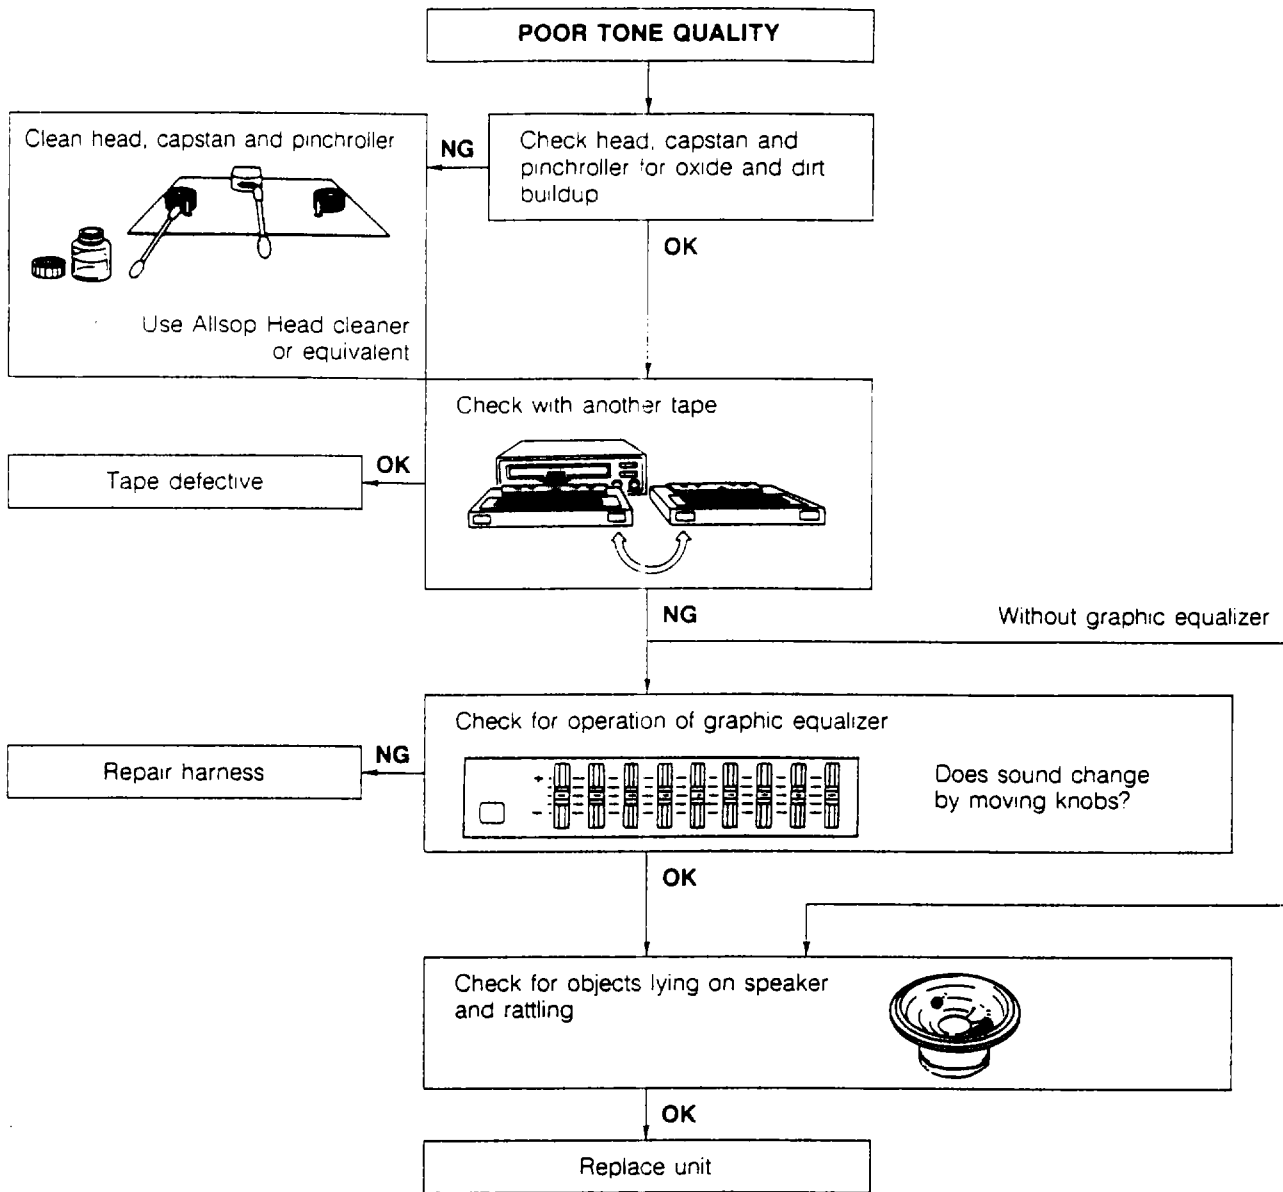 POOR TONE QUALITY
Check head, capstan and
pinchroller for oxide and dirt
buildup
NG
Clean head, capstan and pinchroller
Use Allsop Head cleaner
or equivalent
OK
Check with another tape
OK
Tape defective
NG
Without graphic equalizer
Check for operation of graphic equalizer
Does sound change
by moving knobs?
NG
Repair harness
OK
Check for objects lying on speaker
and rattling
OK
Replace unit